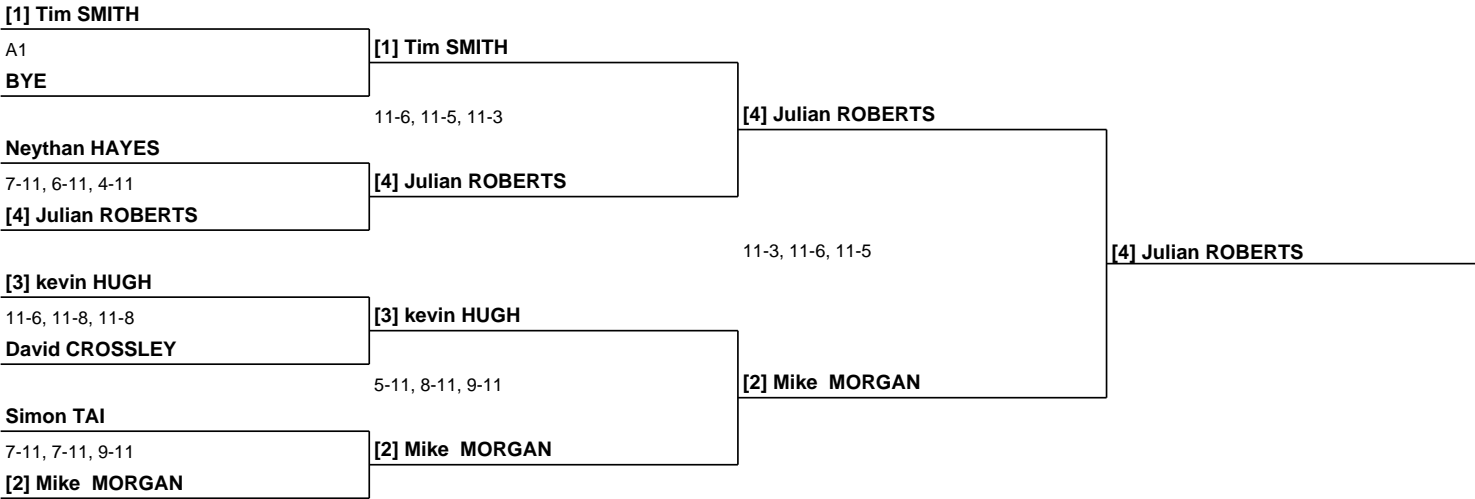 [1] Tim SMITH
A1
BYE
Neythan HAYES
7-11, 6-11, 4-11
[4] Julian ROBERTS
[3] kevin HUGH
11-6, 11-8, 11-8
David CROSSLEY
Simon TAI
7-11, 7-11, 9-11
[2] Mike  MORGAN
[1] Tim SMITH
11-6, 11-5, 11-3
[4] Julian ROBERTS
[3] kevin HUGH
5-11, 8-11, 9-11
[2] Mike  MORGAN
[4] Julian ROBERTS
11-3, 11-6, 11-5
[2] Mike  MORGAN
[4] Julian ROBERTS